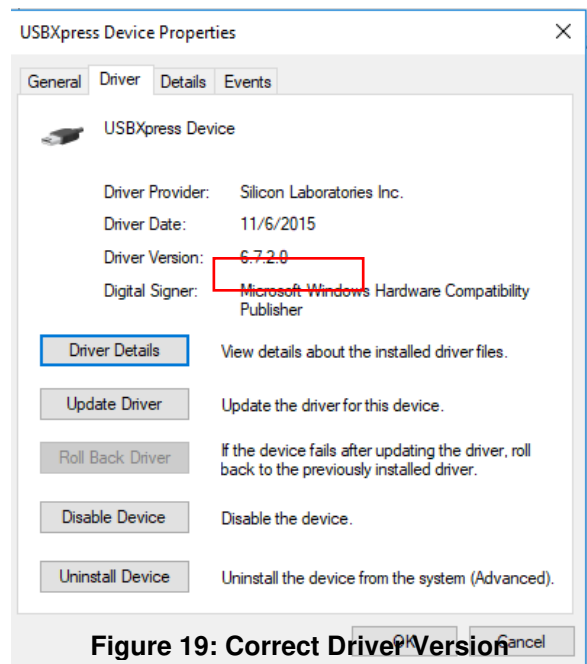 USBXpress Device Properties
General Driver Details Events
USBXpress Device
Driver Provider: Silicon Laboratories Inc.
Driver Date: 11/6/2015
Driver Version: 6.7.2.0
Digital Signer: Microsoft Windows Hardware Compatibility
Publisher
Driver Details View details about the installed driver files.
Update Driver Update the driver for this device.
Roll Back Driver If the device fails after updating the driver, roll
back to the previously installed driver.
Disable Device Disable the device.
Uninstall Device Uninstall the device from the system (Advanced).
OK Cancel
Figure 19: Correct Driver Version